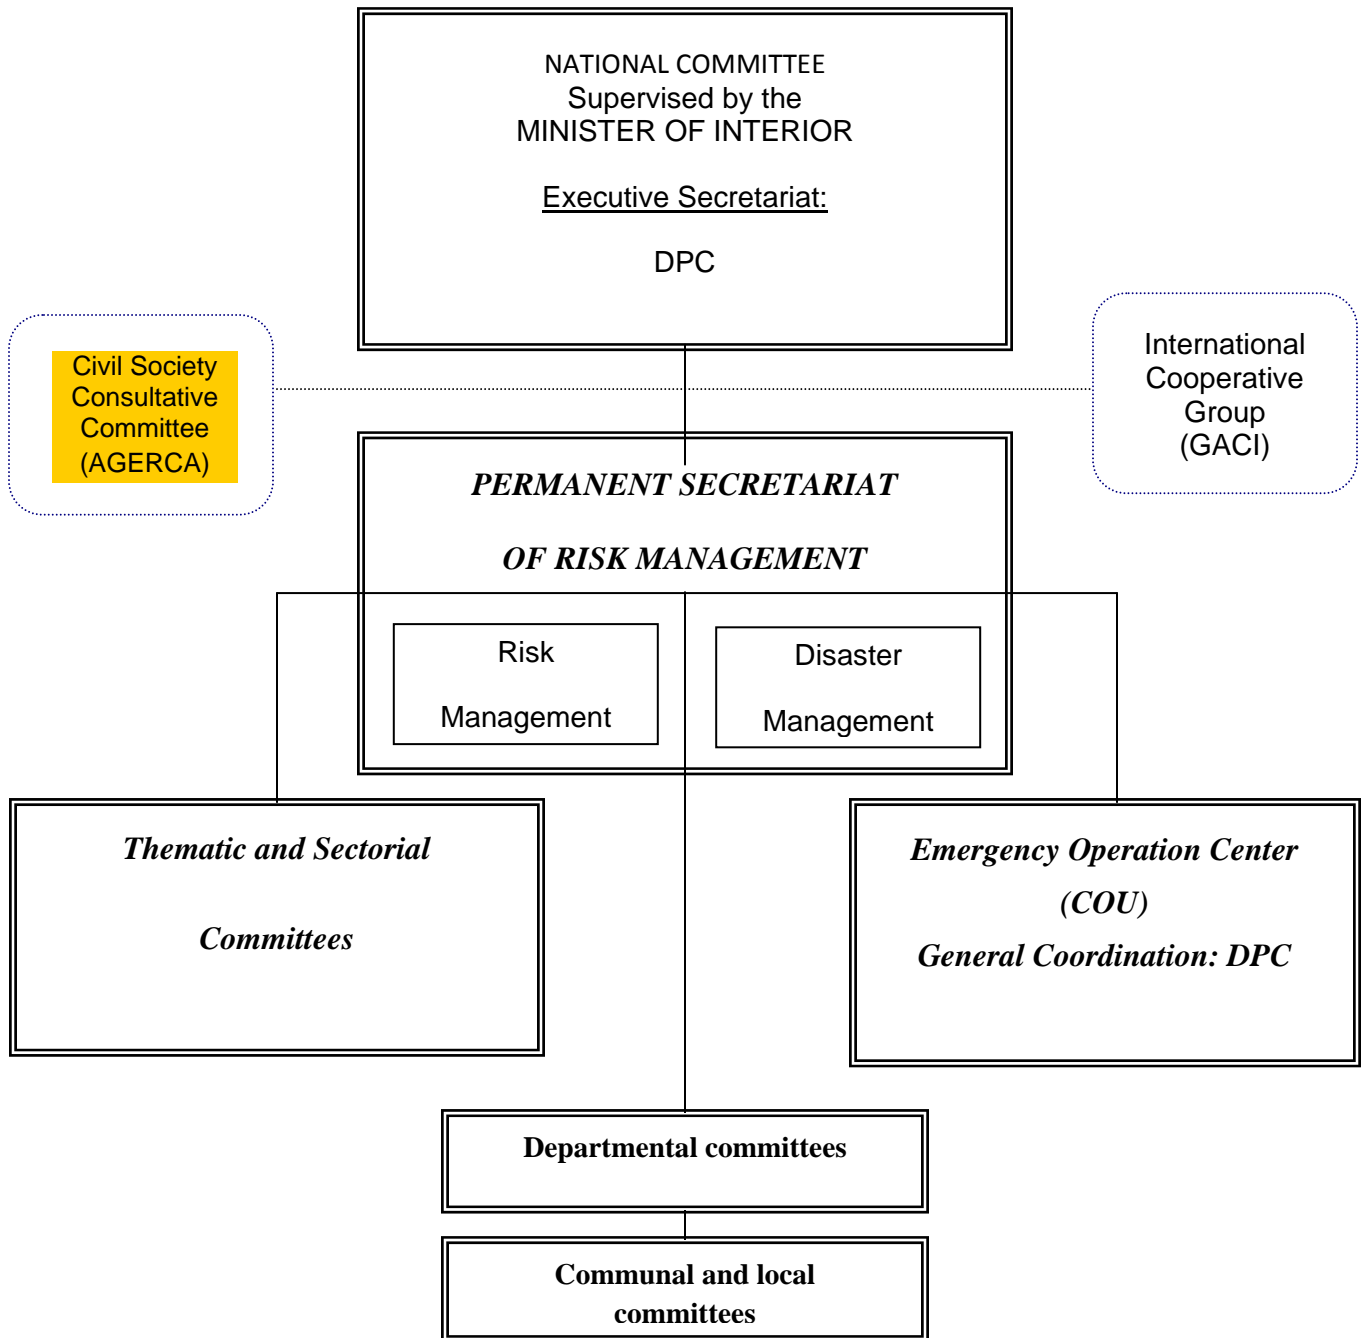 NATIONAL COMMITTEE
Supervised by the
MINISTER OF INTERIOR
Executive Secretariat:
DPC
Civil Society
Consultative
Committee
(AGERCA)
International
Cooperative
Group
(GACI)
PERMANENT SECRETARIAT
OF RISK MANAGEMENT
Risk
Management
Disaster
Management
Thematic and Sectorial
Committees
Emergency Operation Center
(COU)
General Coordination: DPC
Departmental committees
Communal and local
committees